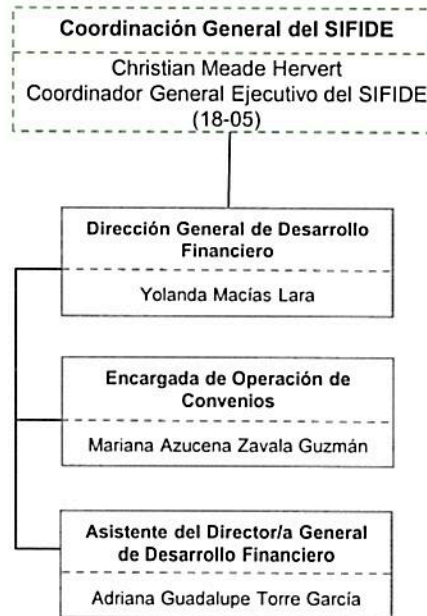 Coordinación General del SIFIDE
Christian Meade Hervert
Coordinador General Ejecutivo del SIFIDE
(18-05)
Dirección General de Desarrollo
Financiero
Yolanda Macías Lara
Encargada de Operación de
Convenios
Mariana Azucena Zavala Guzmán
Asistente del Director/a General
de Desarrollo Financiero
Adriana Guadalupe Torre García